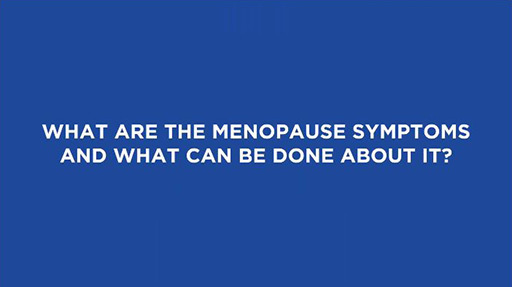 WHAT ARE THE MENOPAUSE SYMPTOMS
AND WHAT CAN BE DONE ABOUT IT?